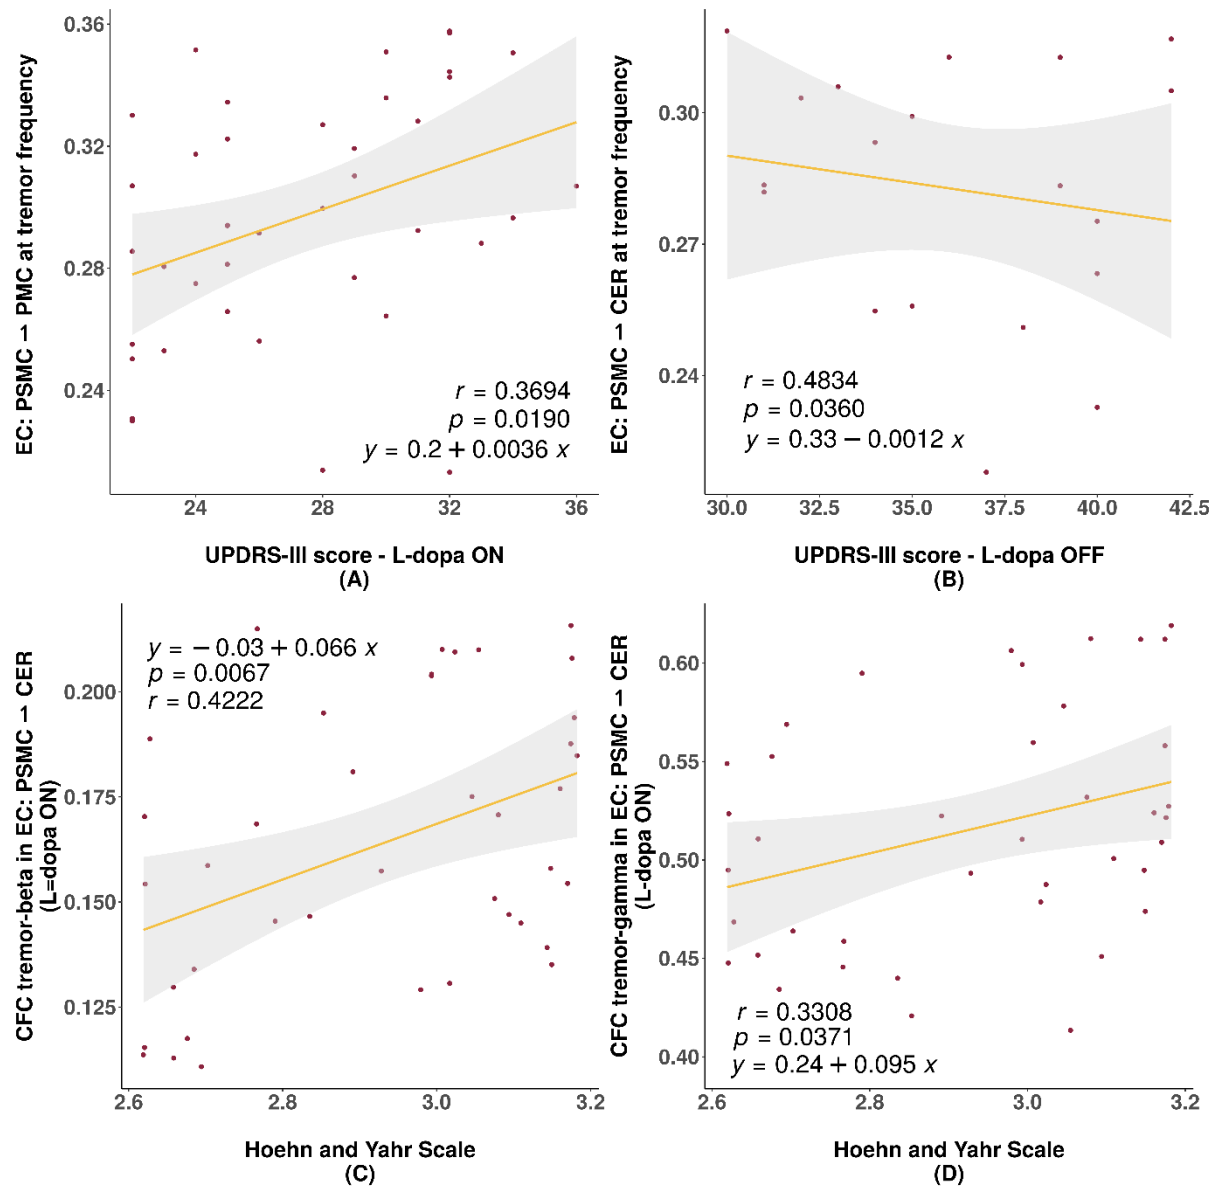 EC: PSMC → PMC at tremor frequency
0.36
0.32
0.28
0.24
r = 0.3694
p = 0.0190
y = 0.2 + 0.0036 x
24
28
32
36
UPDRS-III score - L-dopa ON
(A)
EC: PSMC → CER at tremor frequency
0.30
0.27
0.24
r = 0.4834
p = 0.0360
y = 0.33 − 0.0012 x
30.0
32.5
35.0
37.5
40.0
42.5
UPDRS-III score - L-dopa OFF
(B)
CFC tremor-beta in EC: PSMC → CER
(L=dopa ON)
0.200
0.175
0.150
0.125
y = − 0.03 + 0.066 x
p = 0.0067
r = 0.4222
2.6
2.8
3.0
3.2
Hoehn and Yahr Scale
(C)
CFC tremor-gamma in EC: PSMC → CER
(L-dopa ON)
0.60
0.55
0.50
0.45
0.40
r = 0.3308
p = 0.0371
y = 0.24 + 0.095 x
2.6
2.8
3.0
3.2
Hoehn and Yahr Scale
(D)